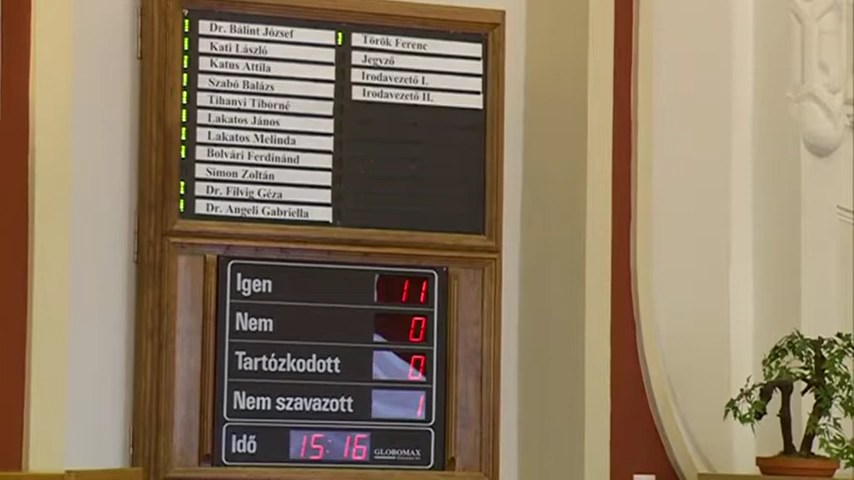 Dr. Bálint József
Kati László
Katus Attila
Szabó Balázs
Tihanyi Tiborné
Lakatos János
Lakatos Melinda
Bolvári Ferdinánd
Simon Zoltán
Dr. Filvig Géza
Dr. Angeli Gabriella
Török Ferenc
Jegyző
Irodavezető I.
Irodavezető II.
Igen 11
Nem 0
Tartózkodott 0
Nem szavazott 1
Idő 15:16
GLOBOMAX